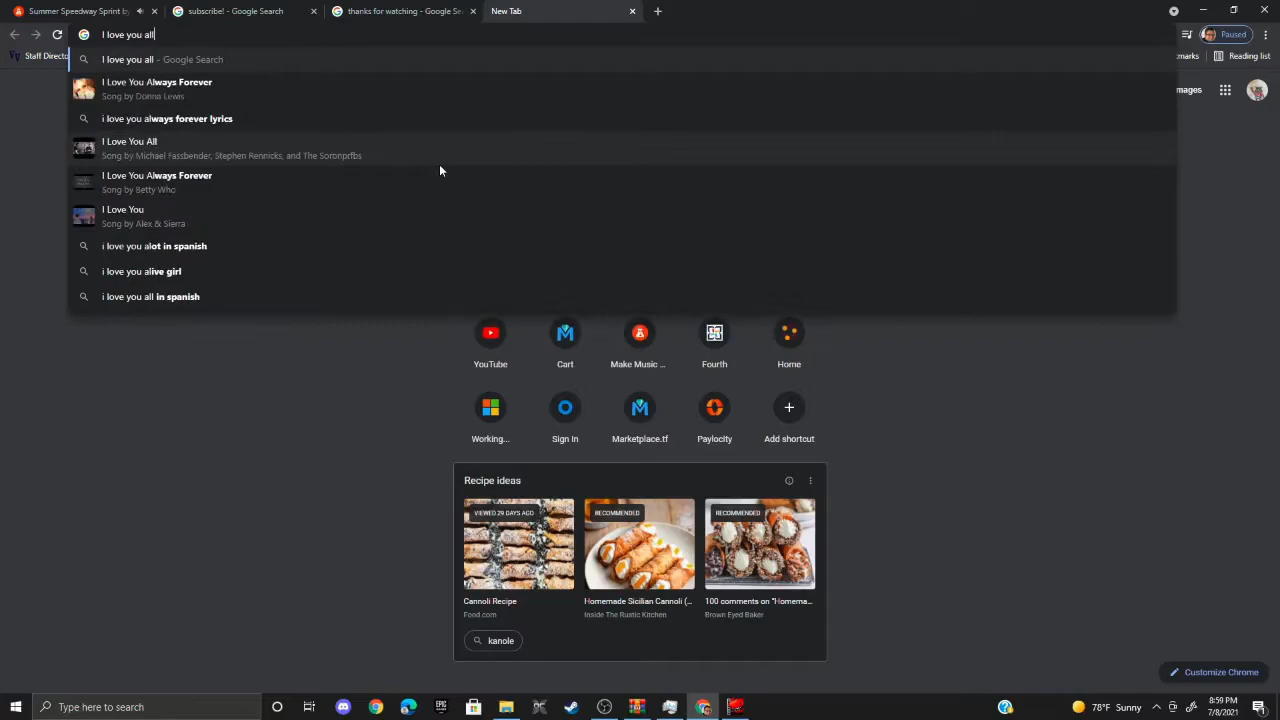 Summer Speedway Sprint by
subscribe! - Google Search
thanks for watching - Google Se
New Tab
I love you all
Paused
Staff Directo
kmarks
Reading list
I love you all - Google Search
I Love You Always Forever
Song by Donna Lewis
i love you always forever lyrics
I Love You All
Song by Michael Fassbender, Stephen Rennicks, and The Soronprfbs
I Love You Always Forever
Song by Betty Who
I Love You
Song by Alex & Sierra
i love you alot in spanish
i love you alive girl
i love you all in spanish
mages
YouTube
Cart
Make Music ...
Fourth
Home
Working...
Sign In
Marketplace.tf
Paylocity
Add shortcut
Recipe ideas
VIEWED 29 DAYS AGO
RECOMMENDED
RECOMMENDED
Cannoli Recipe
Homemade Sicilian Cannoli (...
100 comments on "Homema...
Food.com
Inside The Rustic Kitchen
Brown Eyed Baker
kanole
Customize Chrome
Type here to search
EPIC
78°F Sunny
8:59 PM
7/8/2021